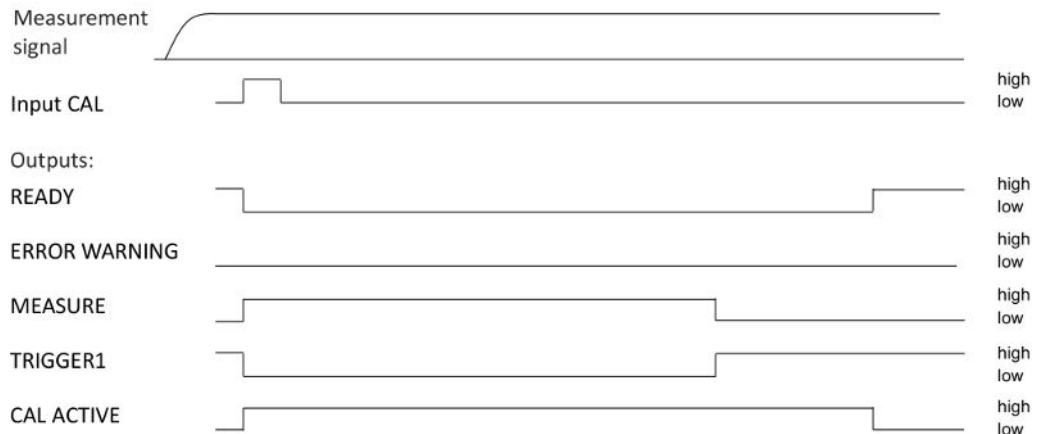 Measurement
signal
Input CAL
high
low
Outputs:
READY
high
low
ERROR WARNING
high
low
MEASURE
high
low
TRIGGER1
high
low
CAL ACTIVE
high
low